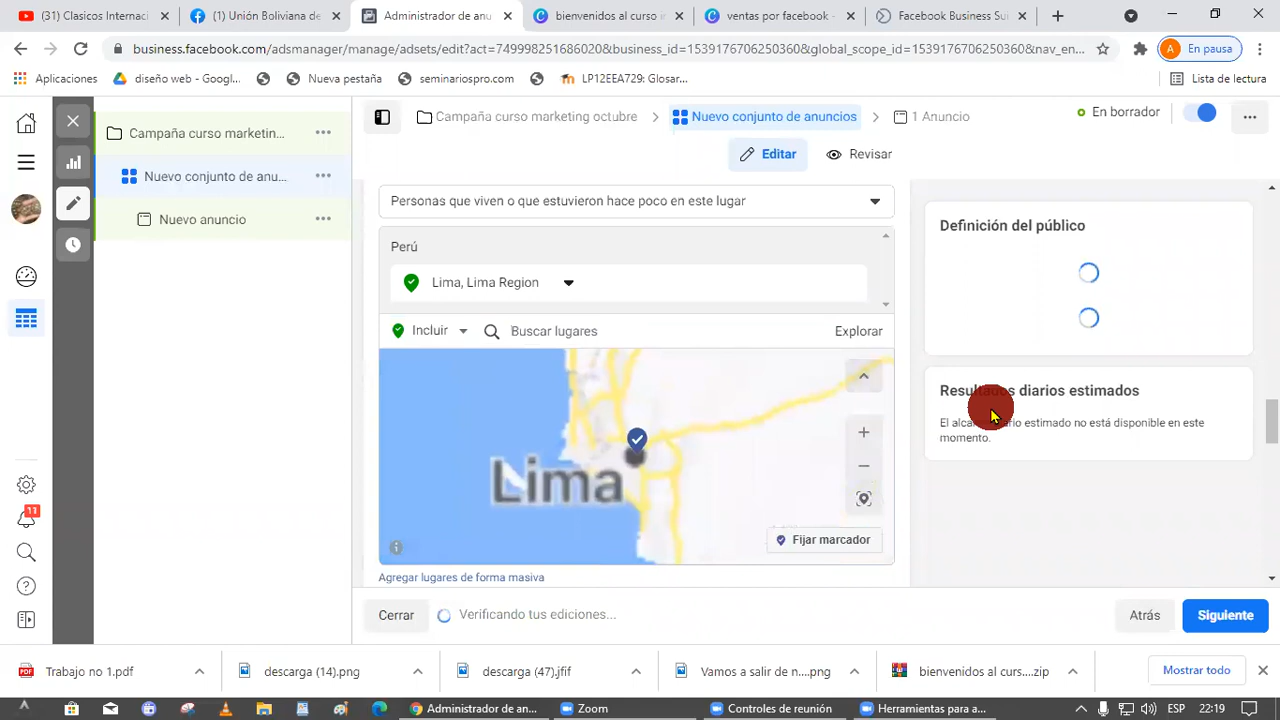 (31) Clasicos Internaci
(1) Unión Boliviana de
Administrador de anu
bienvenidos al curso i
ventas por facebook -
Facebook Business Sui
business.facebook.com/adsmanager/manage/adsets/edit?act=749998251686020&business_id=1539176706250360&global_scope_id=1539176706250360&nav_en...
A En pausa
Aplicaciones
diseño web - Googl...
Nueva pestaña
seminariospro.com
LP12EEA729: Glosar...
Lista de lectura
Campaña curso marketin...
Nuevo conjunto de anu...
Nuevo anuncio
Campaña curso marketing octubre
Nuevo conjunto de anuncios
1 Anuncio
En borrador
Editar
Revisar
Personas que viven o que estuvieron hace poco en este lugar
Perú
Lima, Lima Region
Incluir
Buscar lugares
Explorar
Lima
Fijar marcador
Agregar lugares de forma masiva
Definición del público
Resultados diarios estimados
El alcance diario estimado no está disponible en este
momento.
11
Cerrar
Verificando tus ediciones...
Atrás
Siguiente
Trabajo no 1.pdf
descarga (14).png
descarga (47).jfif
Vamos a salir de n....png
bienvenidos al curs....zip
Mostrar todo
Administrador de an...
Zoom
Controles de reunión
Herramientas para a...
ESP
22:19